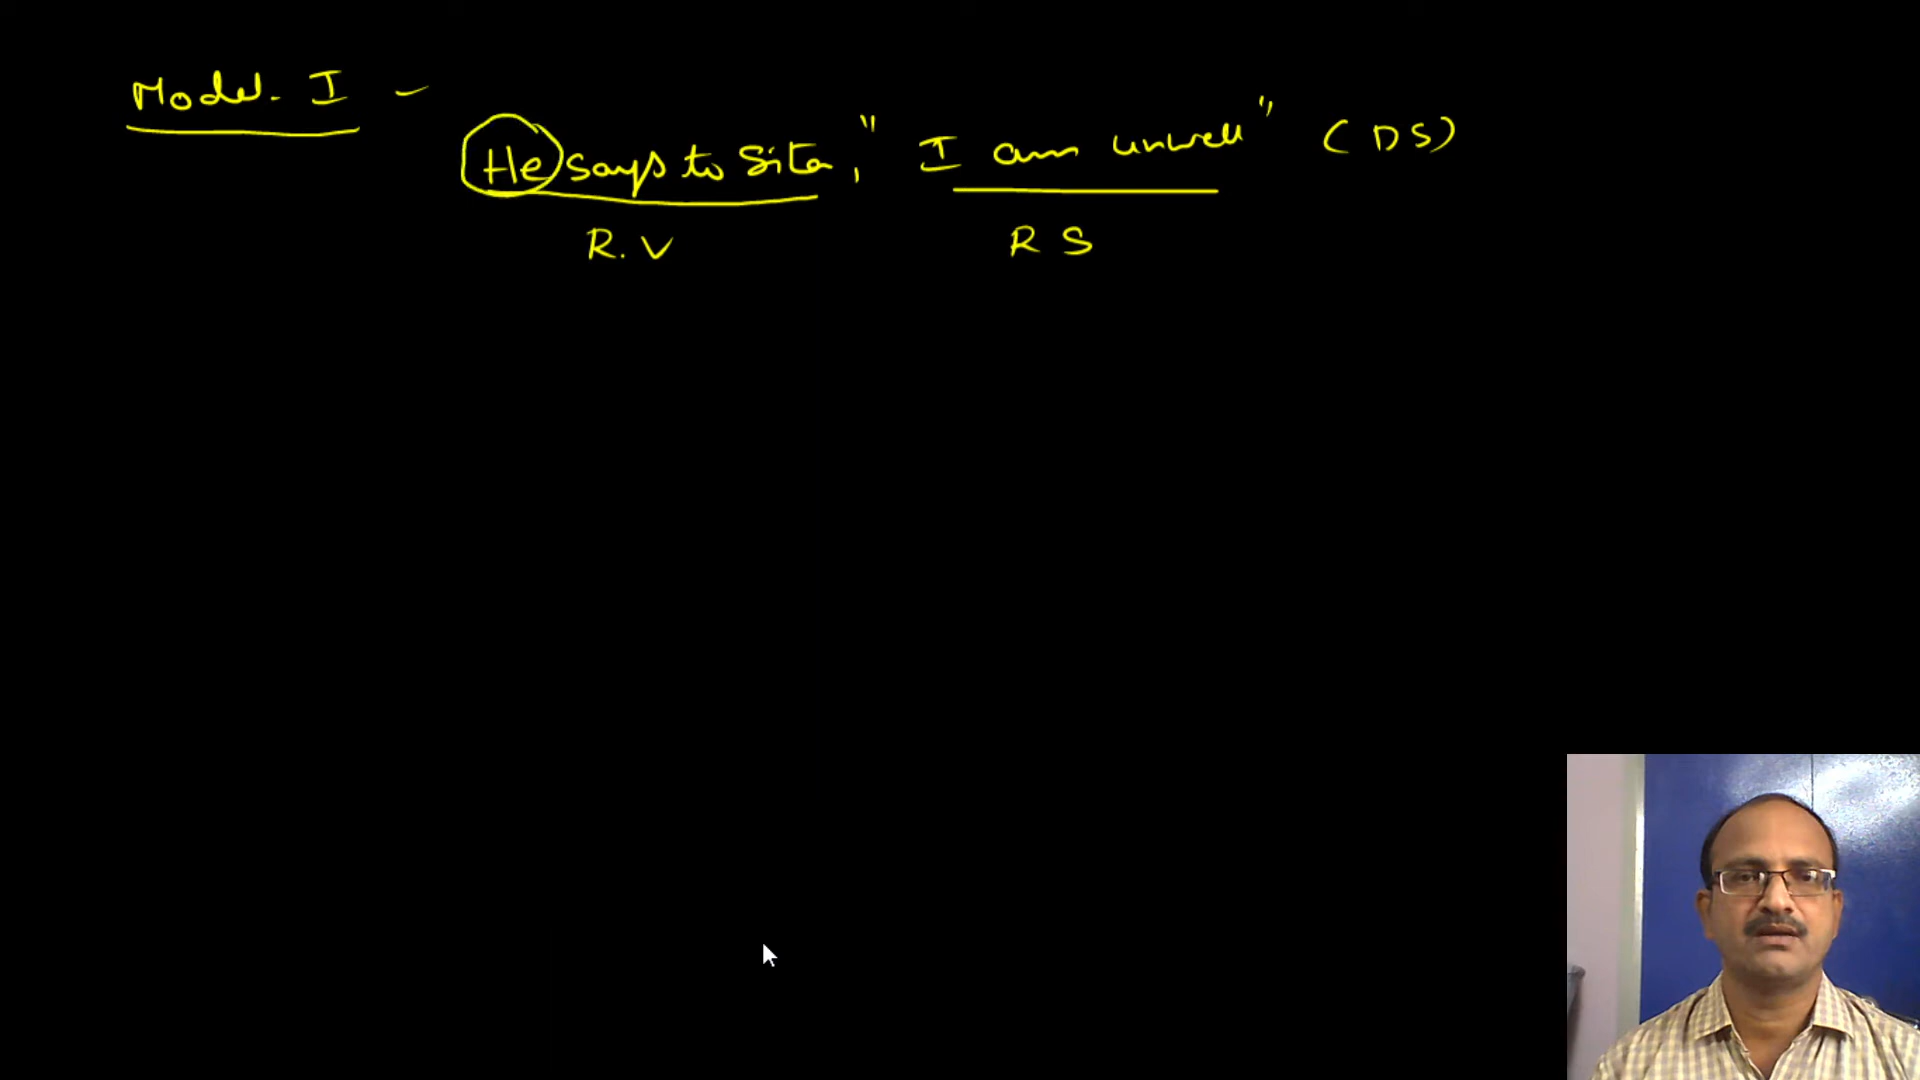 Model. I -
He says to Sita, " I am unwell " (DS)
R. V R S